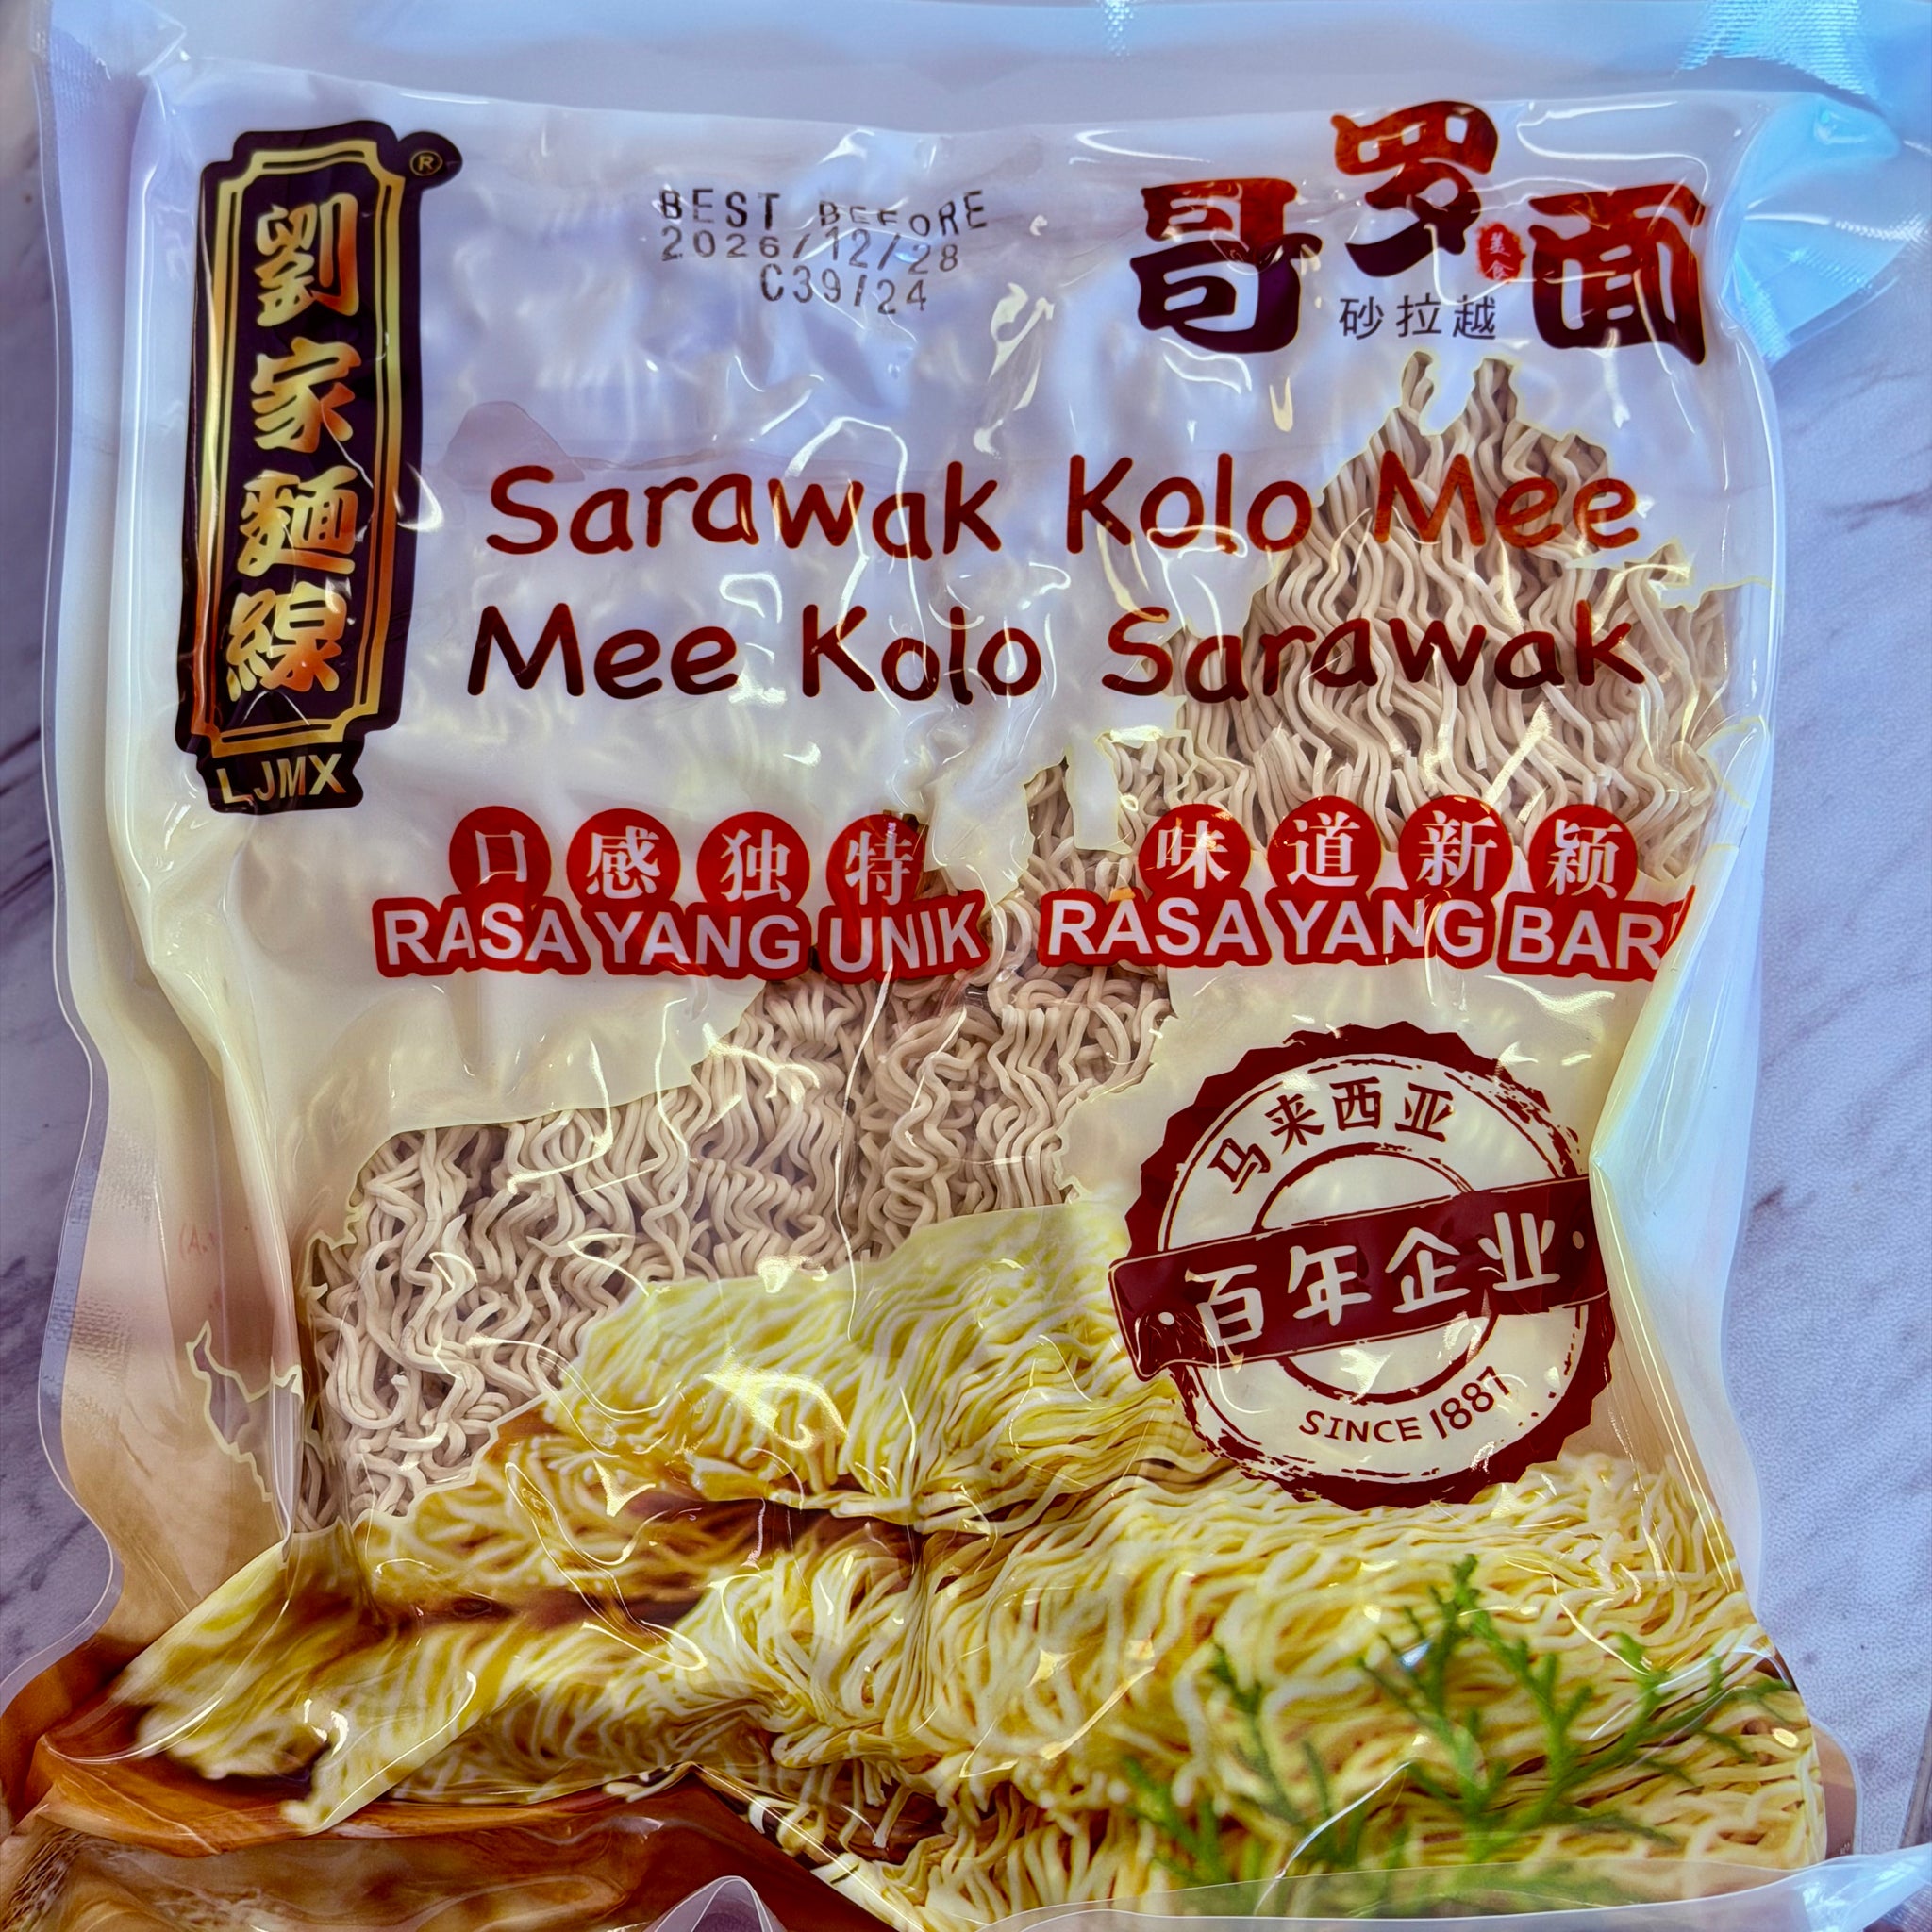 劉家麵線
®
LJMX
BEST BEFORE
2026/12/28
C39/24
哥罗面
美食
砂拉越
Sarawak Kolo Mee
Mee Kolo Sarawak
口感独特
RASA YANG UNIK
味道新颖
RASA YANG BAR
马来西亚
百年企业
SINCE 1887